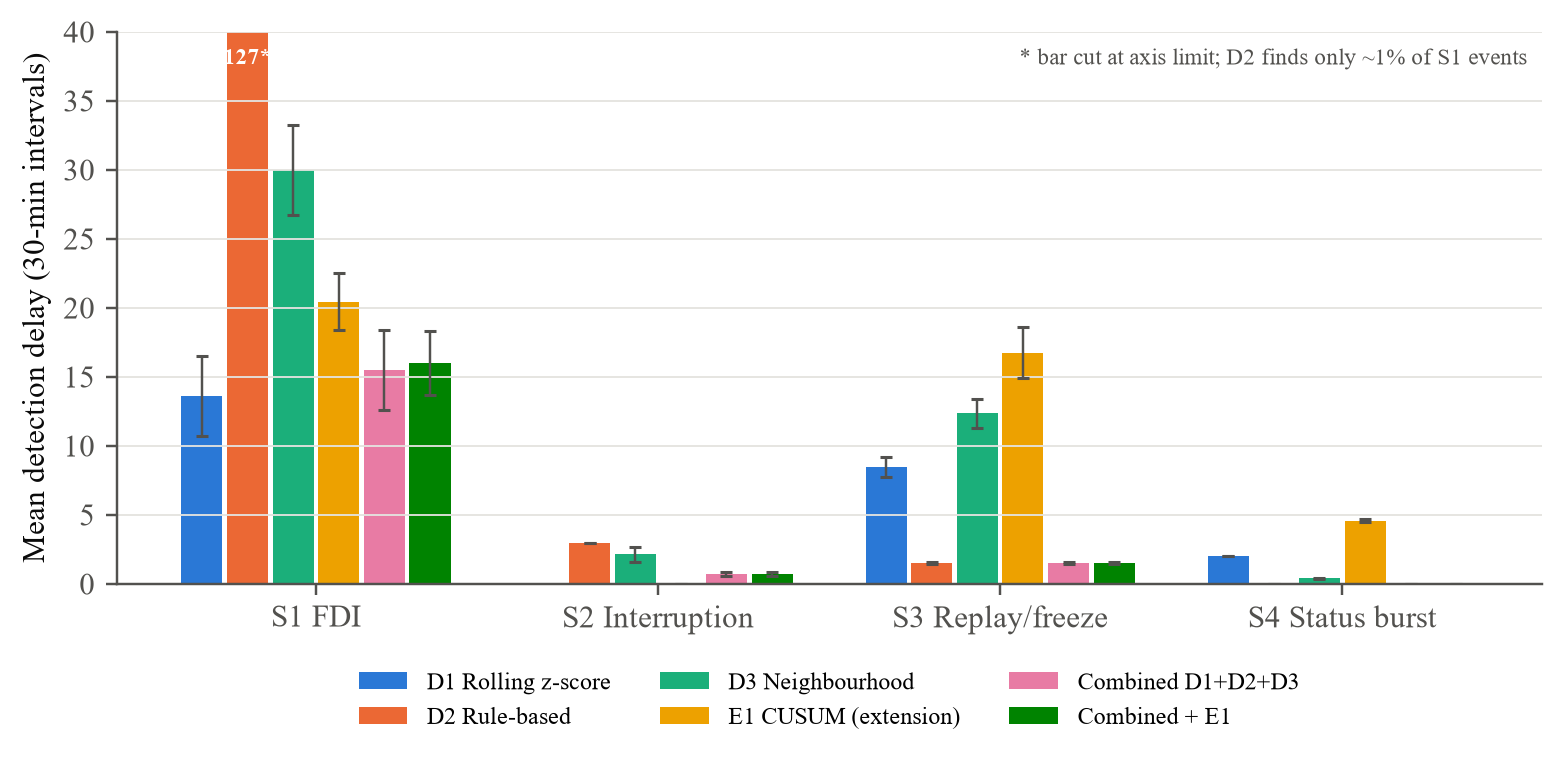 Mean detection delay (30-min intervals)
40
35
30
25
20
15
10
5
0
127*
* bar cut at axis limit; D2 finds only ~1% of S1 events
S1 FDI
S2 Interruption
S3 Replay/freeze
S4 Status burst
D1 Rolling z-score
D2 Rule-based
D3 Neighbourhood
E1 CUSUM (extension)
Combined D1+D2+D3
Combined + E1